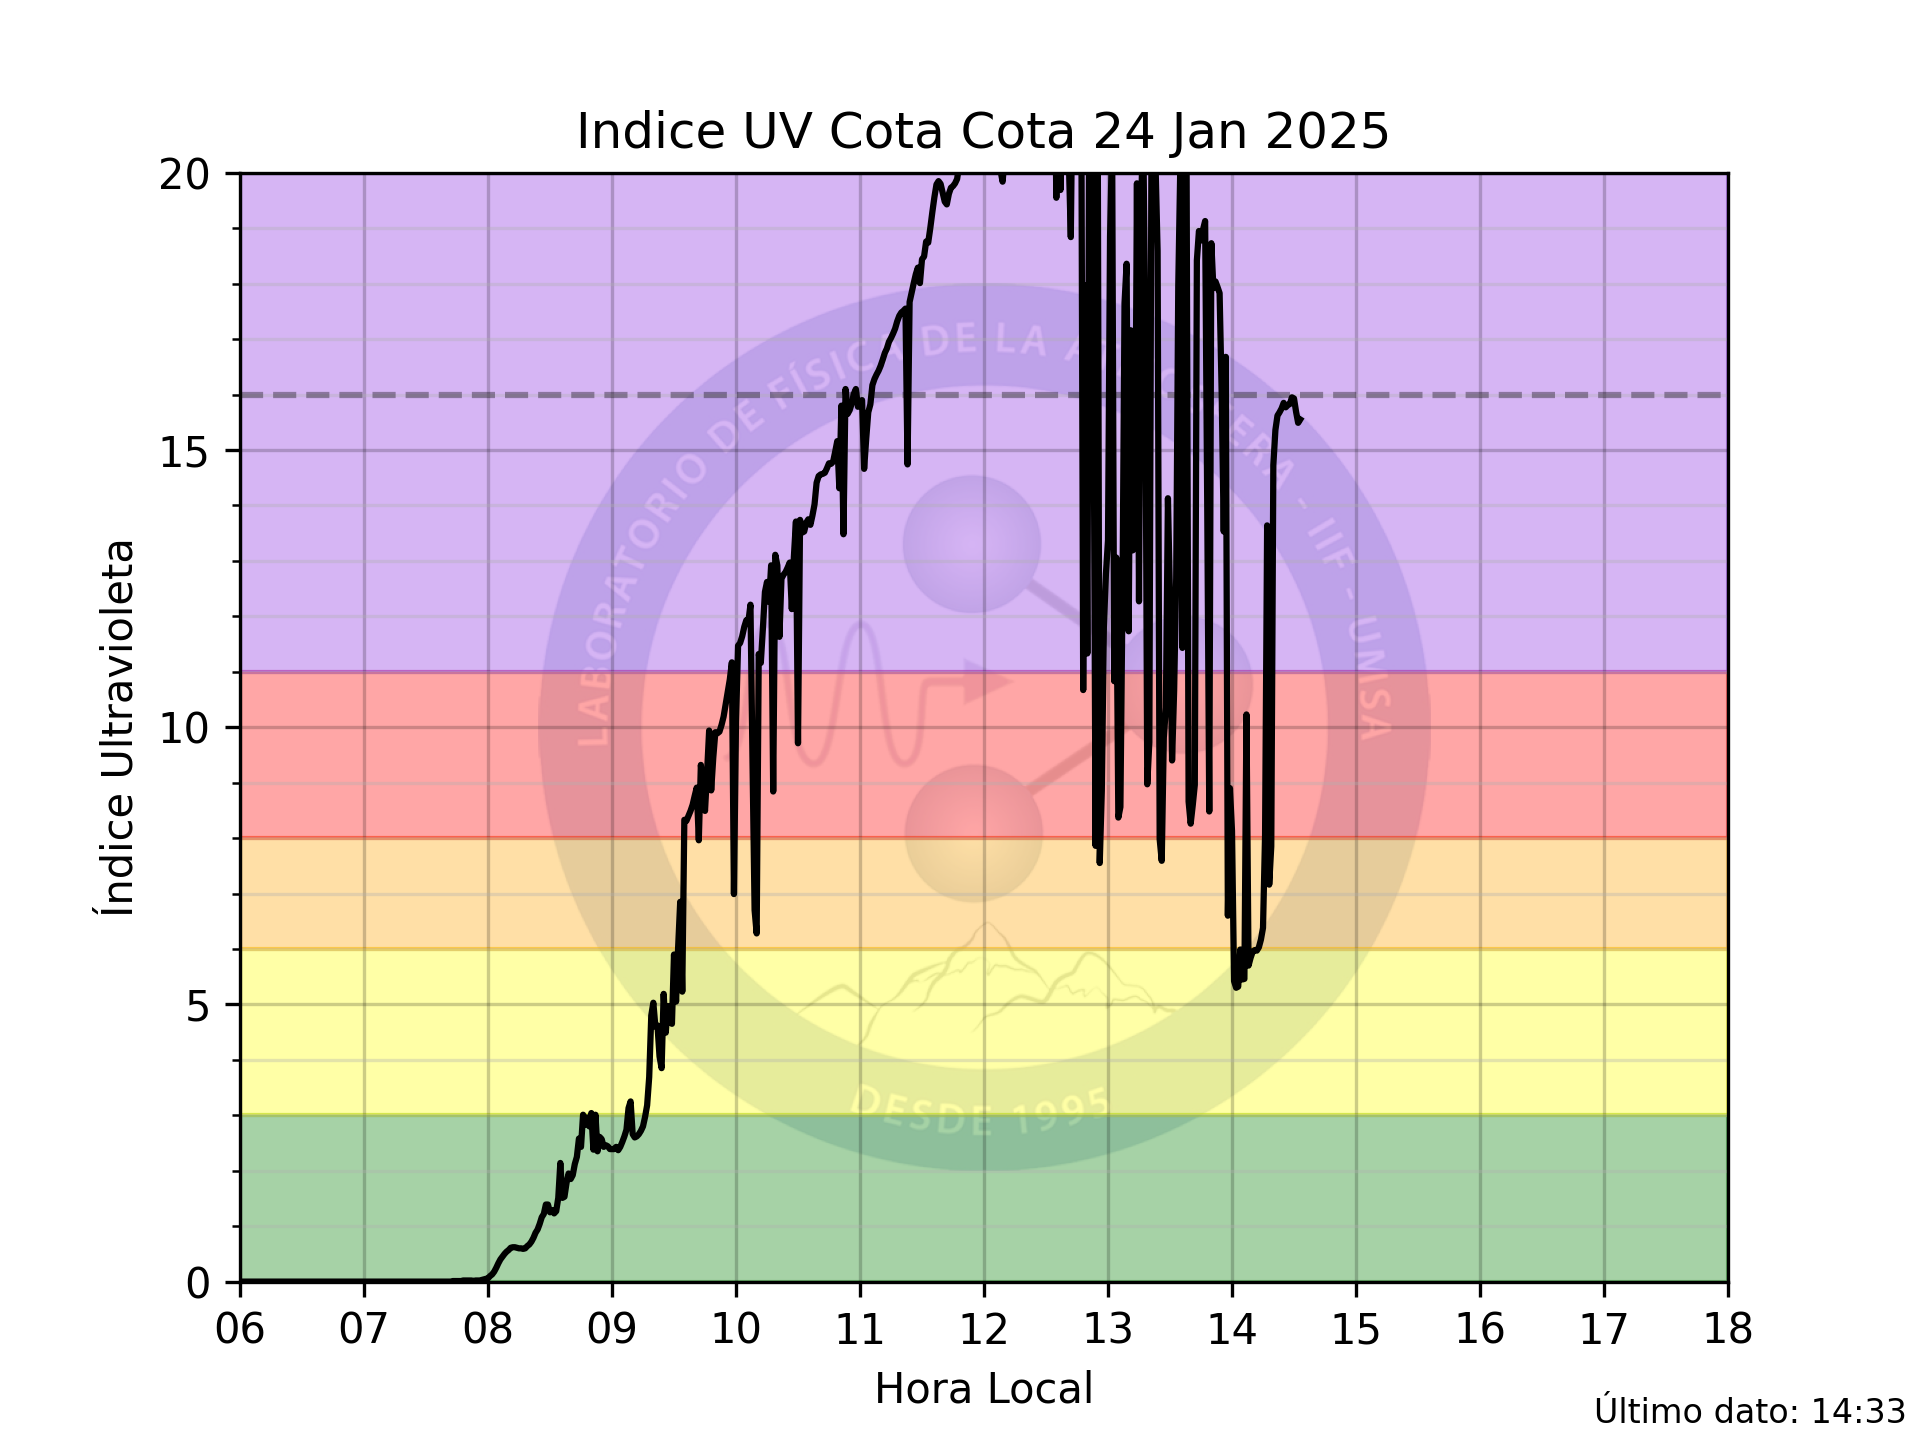 Indice UV Cota Cota 24 Jan 2025
20
15
10
5
0
Índice Ultravioleta
06 07 08 09 10 11 12 13 14 15 16 17 18
Hora Local
Último dato: 14:33
LABORATORIO DE FÍSICA DE LA - IIF - UMSA
DESDE 1995